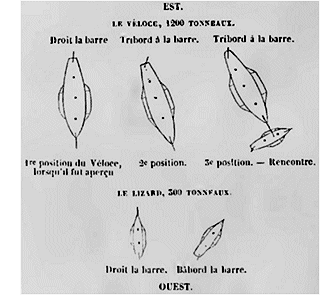 EST.
LE VÉLOCE, 1200 TONNEAUX.
Droit la barre Tribord à la barre. Tribord à la barre.
1re position du Véloce, 2e position. 3e position. — Rencontre.
lorsqu'il fut aperçu
LE LIZARD, 300 TONNEAUX.
Droit la barre. Bâbord la barre.
OUEST.